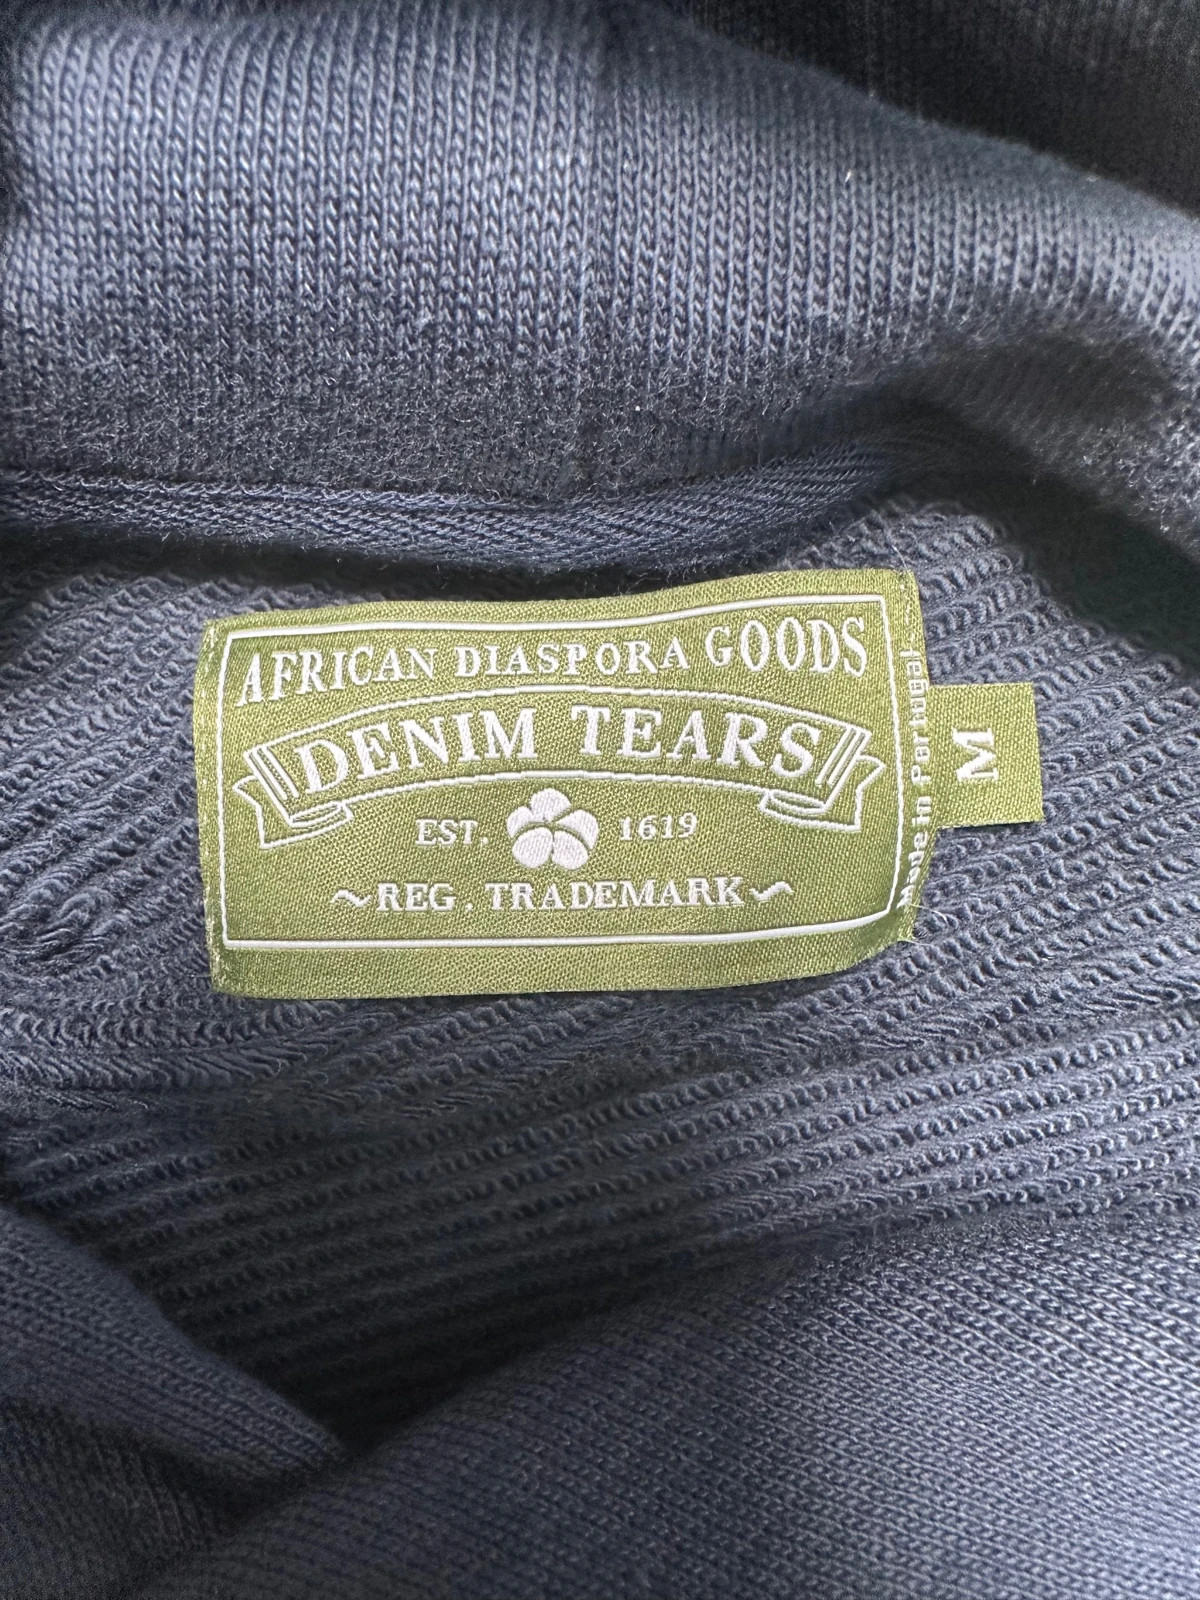 AFRICAN DIASPORA GOODS
DENIM TEARS
EST. 1619
~REG. TRADEMARK~
Made in Portugal
M